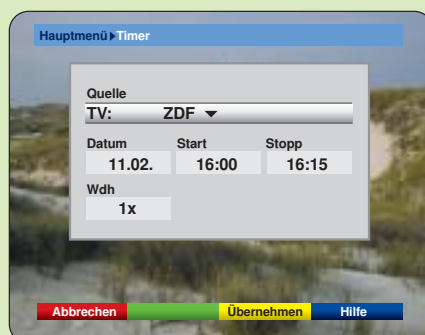 Hauptmenü▸Timer
Quelle
TV: ZDF
Datum Start Stopp
11.02. 16:00 16:15
Wdh
1x
Abbrechen Übernehmen Hilfe